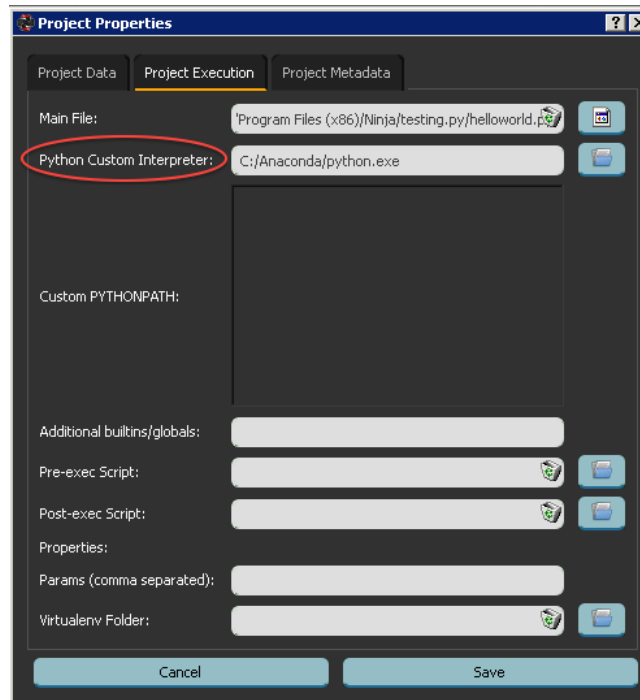 Project Properties
Project Data Project Execution Project Metadata
Main File: 'Program Files (x86)/Ninja/testing.py/helloworld.p
Python Custom Interpreter: C:/Anaconda/python.exe
Custom PYTHONPATH:
Additional builtins/globals:
Pre-exec Script:
Post-exec Script:
Properties:
Params (comma separated):
Virtualenv Folder:
Cancel Save